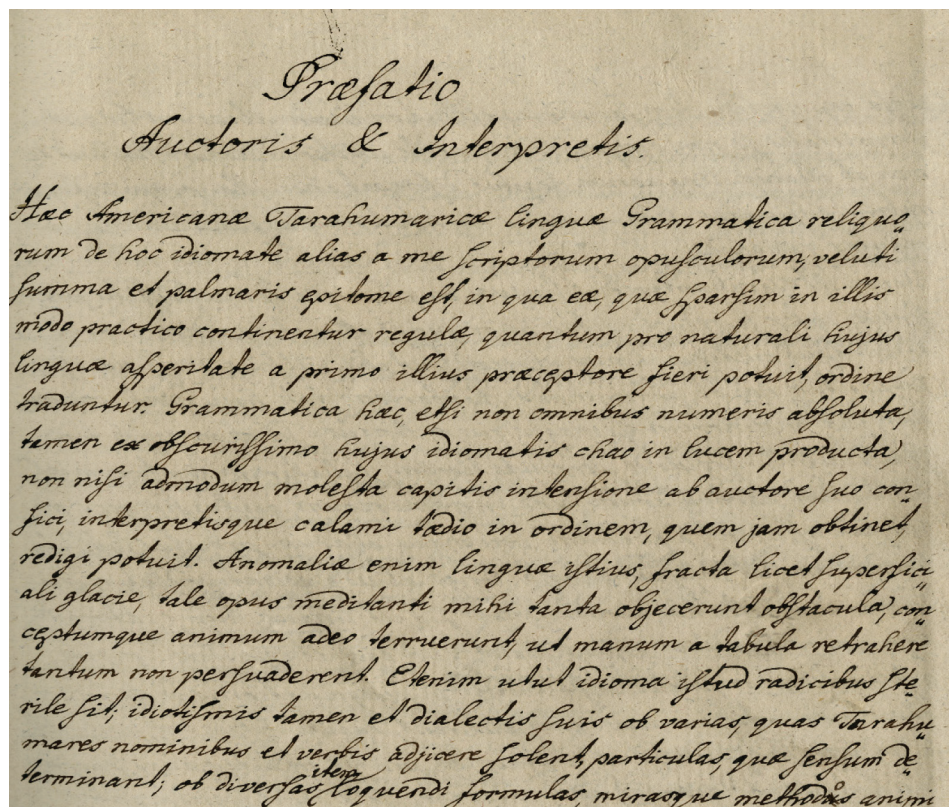 Præfatio
Auctoris & Interpretis.
Hæc Americanæ Tarahumaricæ linguæ Grammatica reliquo„
rum de hoc idiomate alias a me scriptorum opusculorum, veluti
summa et palmaris epitome est, in qua eæ, quæ sparsim in illis
modo practico continentur regulæ, quantum pro naturali hujus
linguæ asperitate a primo illius præceptore fieri potuit, ordine
traduntur. Grammatica hæc, etsi non omnibus numeris absoluta,
tamen ex obscurissimo hujus idiomatis chao in lucem producta,
non nisi admodum molesta capitis intensione ab auctore suo con„
fici, interpretisque calami tædio in ordinem, quem jam obtinet,
redigi potuit. Anomaliæ enim linguæ istius, fracta licet superfici„
ali glacie, tale opus meditanti mihi tanta objecerunt obstacula, con„
ceptumque animum adeo terruerunt, ut manum a tabula retrahere
tantum non persuaderent. Etenim utut idioma istud radicibus ste„
rile sit; idiotismis tamen et dialectis suis ob varias, quas Tarahu„
mares nominibus et verbis adjicere solent, particulas, quæ sensum de„
terminant; ob diversas item loquendi formulas, mirasque methodos animi